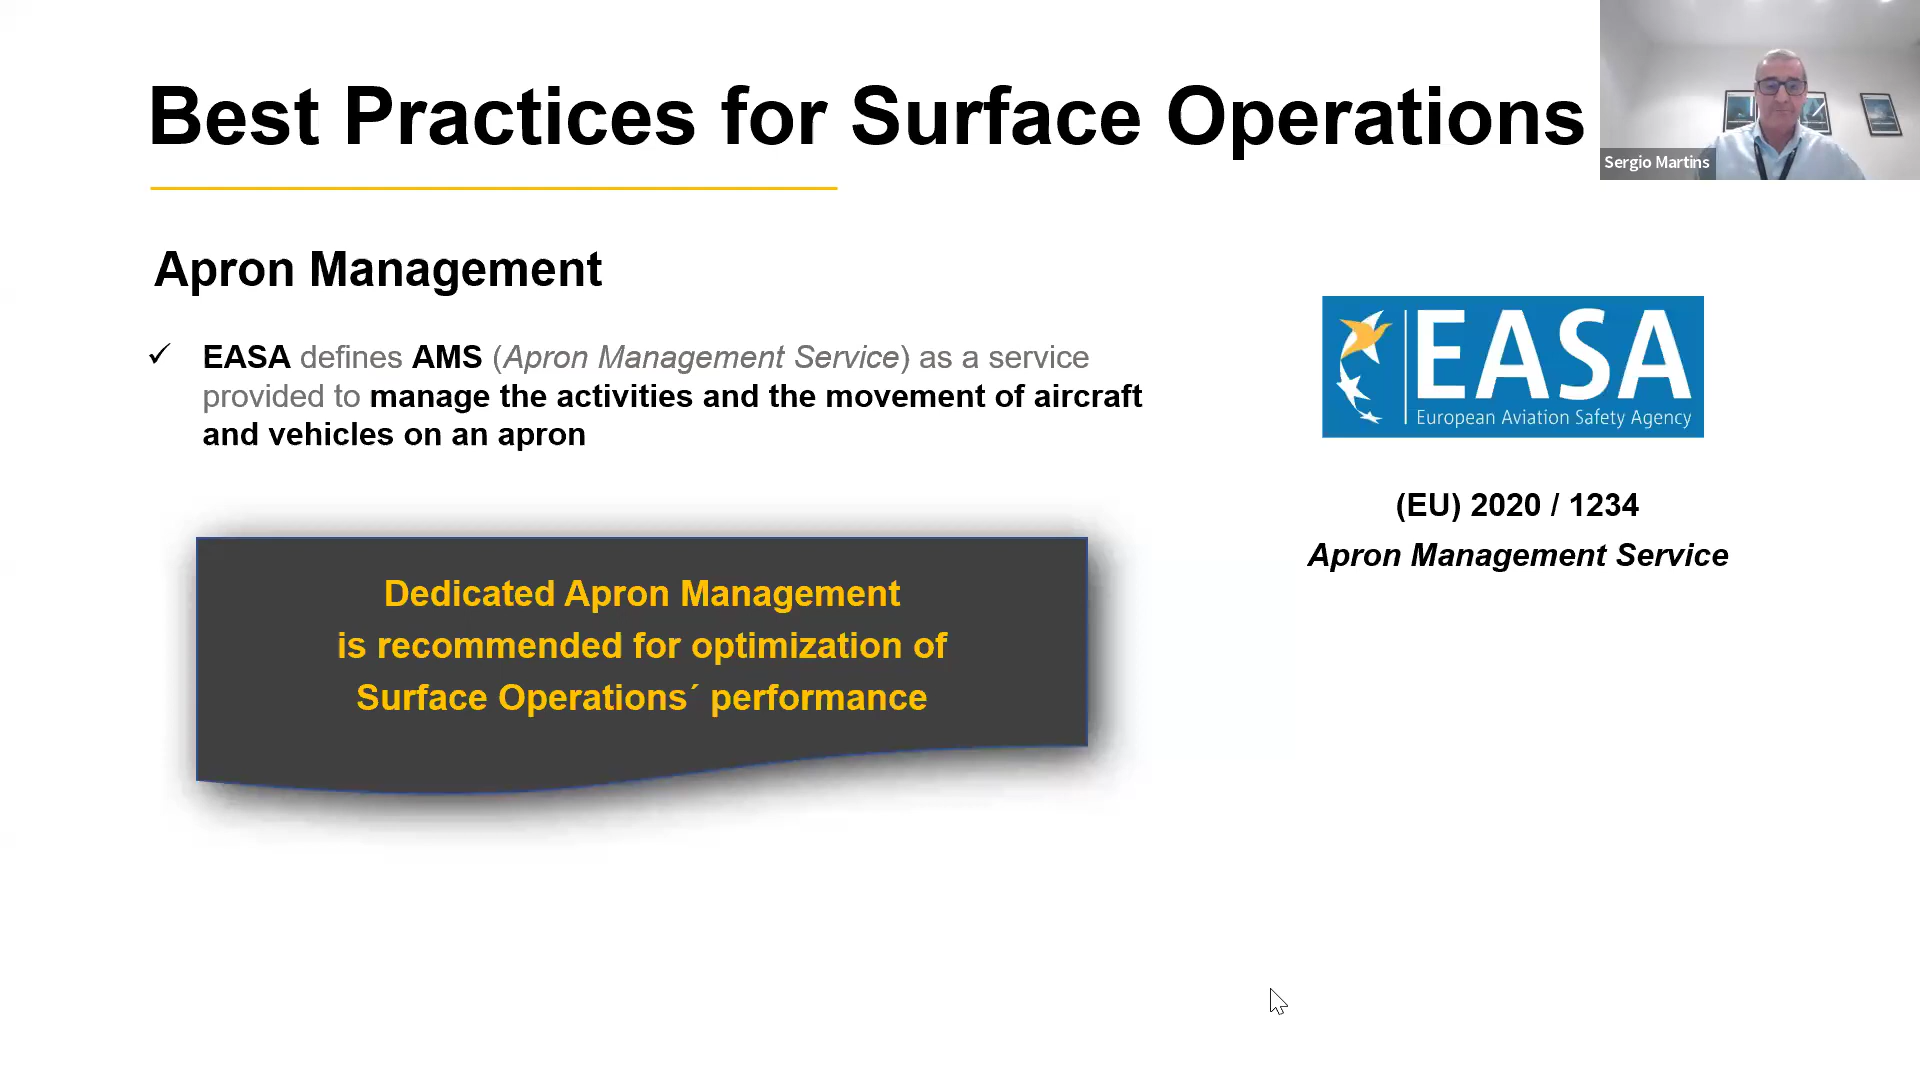 Best Practices for Surface Operations
Sergio Martins
Apron Management
✓ EASA defines AMS (Apron Management Service) as a service
provided to manage the activities and the movement of aircraft
and vehicles on an apron
EASA
European Aviation Safety Agency
(EU) 2020 / 1234
Apron Management Service
Dedicated Apron Management
is recommended for optimization of
Surface Operations´ performance